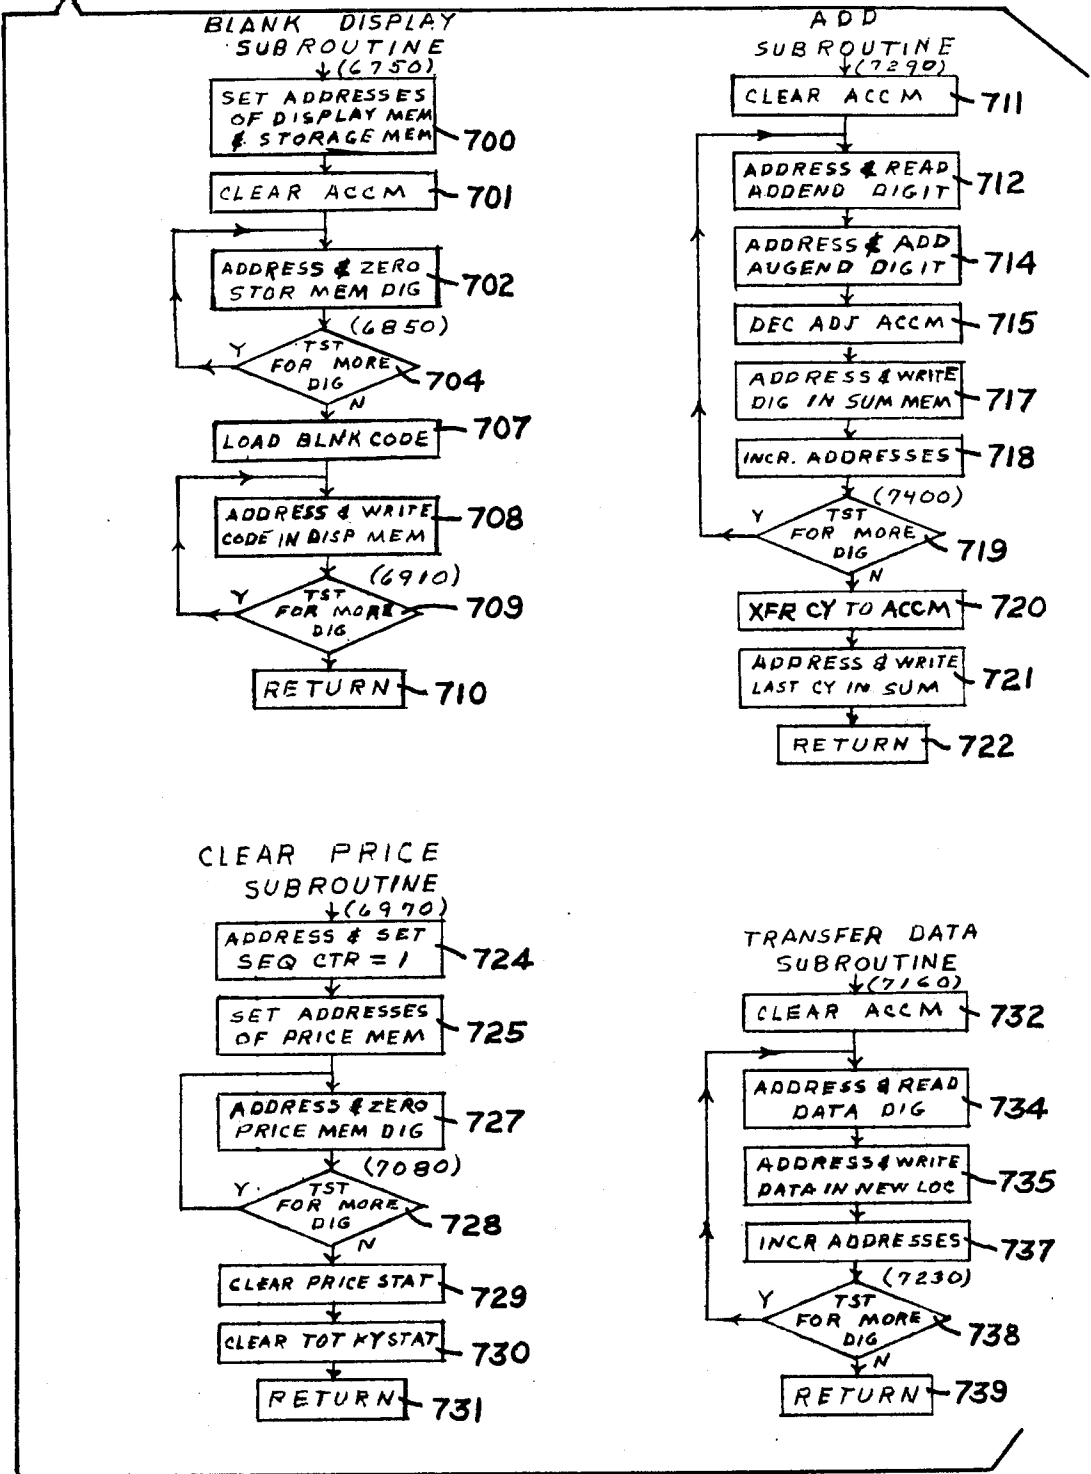 BLANK DISPLAY
SUBROUTINE
(6750)
SET ADDRESSES
OF DISPLAY MEM
& STORAGE MEM
700
CLEAR ACCM
701
ADDRESS & ZERO
STOR MEM DIG
702
(6850)
Y
TST
FOR MORE
DIG
704
N
LOAD BLNK CODE
707
ADDRESS & WRITE
CODE IN DISP MEM
708
(6910)
Y
TST
FOR MORE
DIG
709
RETURN
710
ADD
SUBROUTINE
(7290)
CLEAR ACCM
711
ADDRESS & READ
ADDEND DIGIT
712
ADDRESS & ADD
AUGEND DIGIT
714
DEC ADJ ACCM
715
ADDRESS & WRITE
DIG IN SUM MEM
717
INCR. ADDRESSES
718
(7400)
Y
TST
FOR MORE
DIG
719
N
XFR CY TO ACCM
720
ADDRESS & WRITE
LAST CY IN SUM
721
RETURN
722
CLEAR PRICE
SUBROUTINE
(6970)
ADDRESS & SET
SEQ CTR = 1
724
SET ADDRESSES
OF PRICE MEM
725
ADDRESS & ZERO
PRICE MEM DIG
727
(7080)
Y
TST
FOR MORE
DIG
728
N
CLEAR PRICE STAT
729
CLEAR TOT KYSTAT
730
RETURN
731
TRANSFER DATA
SUBROUTINE
(7160)
CLEAR ACCM
732
ADDRESS & READ
DATA DIG
734
ADDRESS & WRITE
DATA IN NEW LOC
735
INCR ADDRESSES
737
(7230)
Y
TST
FOR MORE
DIG
738
N
RETURN
739